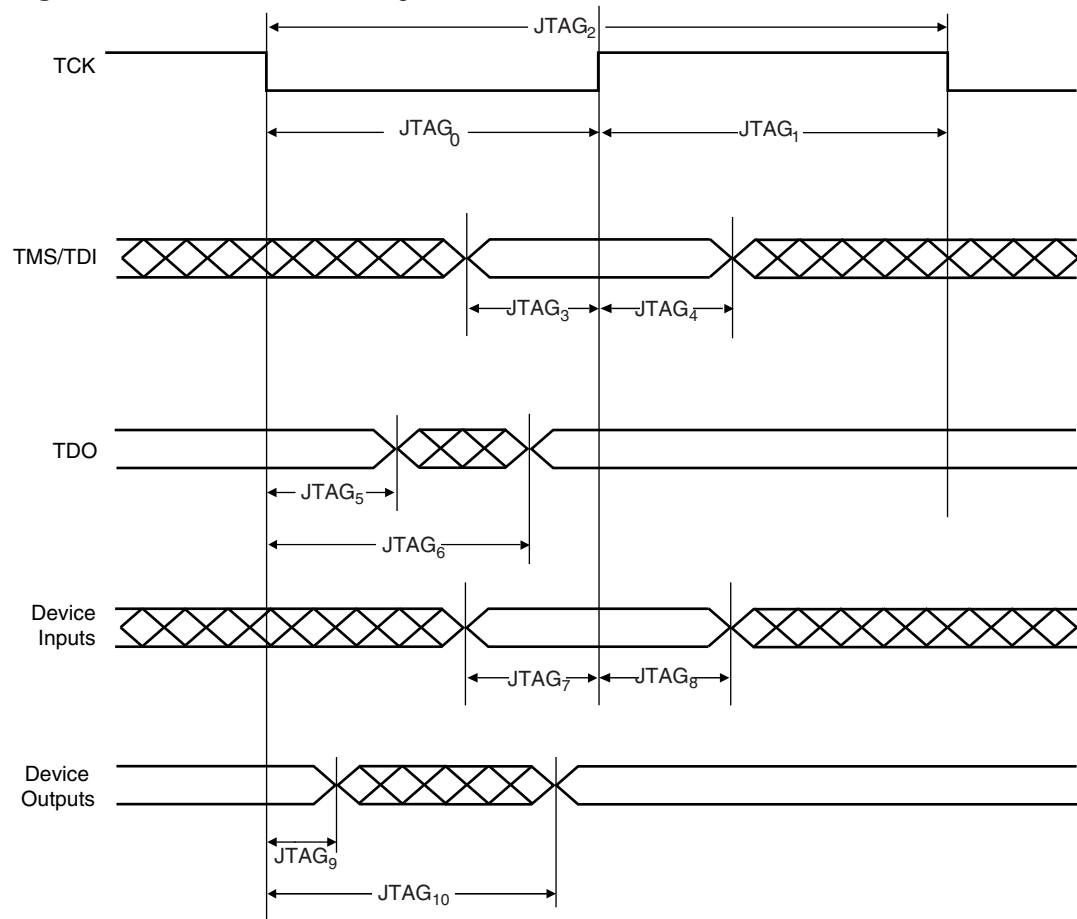 JTAG₂
TCK
JTAG₀
JTAG₁
TMS/TDI
JTAG₃
JTAG₄
TDO
JTAG₅
JTAG₆
Device
Inputs
JTAG₇
JTAG₈
Device
Outputs
JTAG₉
JTAG₁₀